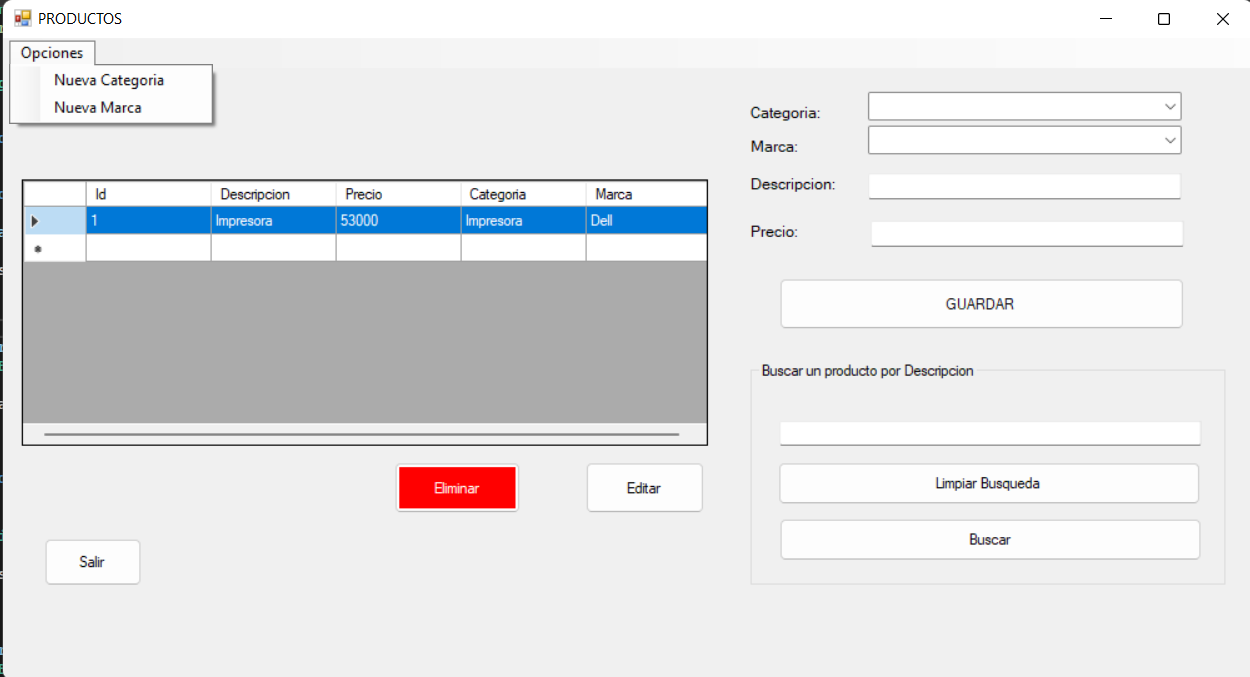 PRODUCTOS
Opciones
Nueva Categoria
Nueva Marca
Categoria:
Marca:
Descripcion:
Precio:
GUARDAR
Id Descripcion Precio Categoria Marca
1 Impresora 53000 Impresora Dell
Eliminar
Editar
Salir
Buscar un producto por Descripcion
Limpiar Busqueda
Buscar